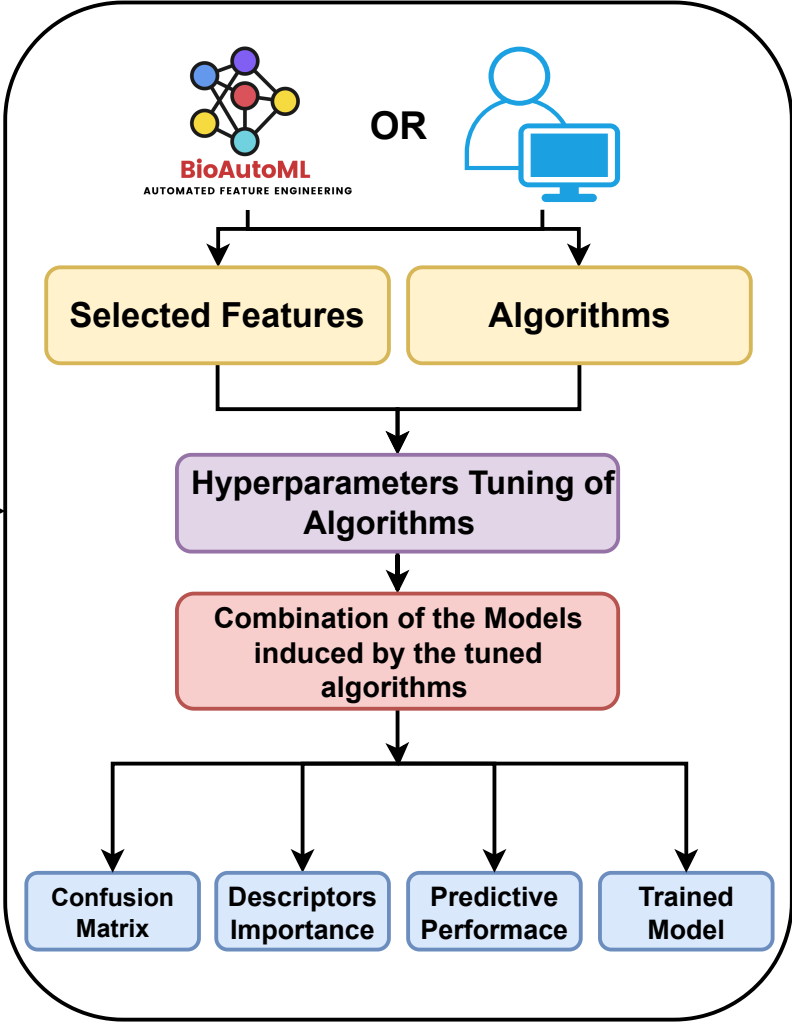 OR
BioAutoML
AUTOMATED FEATURE ENGINEERING
Selected Features
Algorithms
Hyperparameters Tuning of
Algorithms
Combination of the Models
induced by the tuned
algorithms
Confusion
Matrix
Descriptors
Importance
Predictive
Performace
Trained
Model